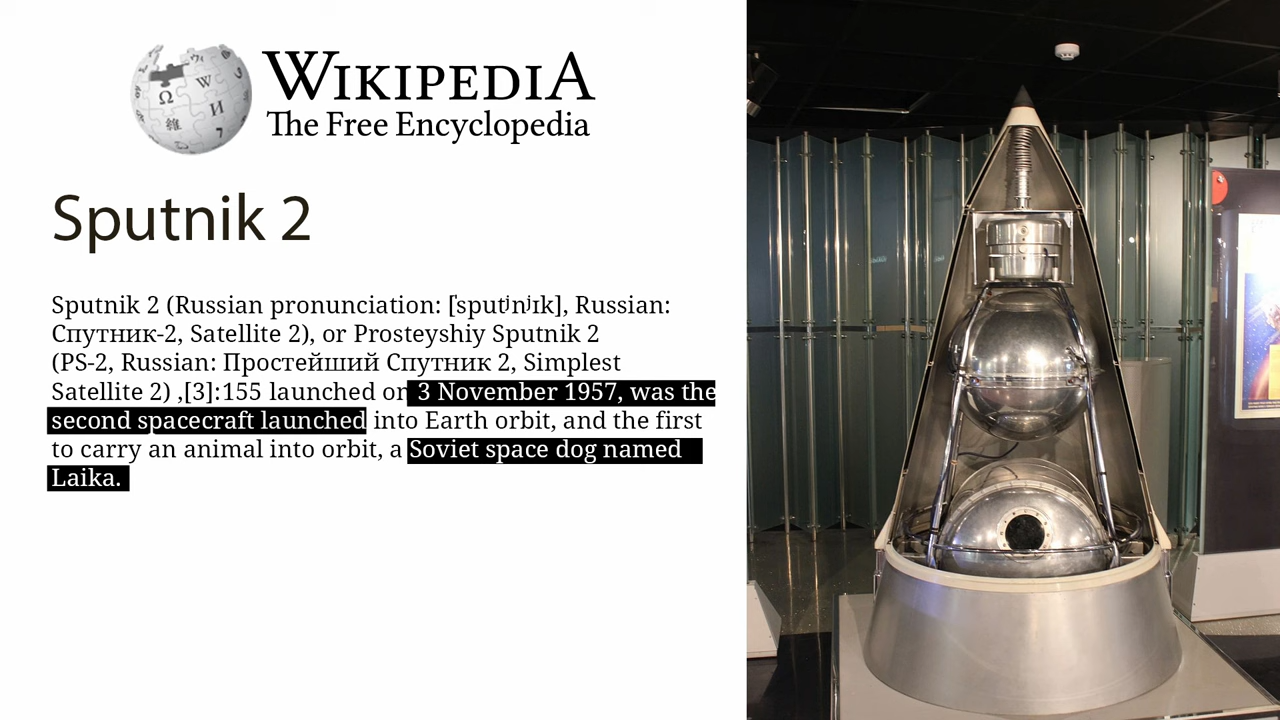 WIKIPEDIA
The Free Encyclopedia
Sputnik 2
Sputnik 2 (Russian pronunciation: [ˈsputʲnʲɪk], Russian:
Спутник-2, Satellite 2), or Prosteyshiy Sputnik 2
(PS-2, Russian: Простейший Спутник 2, Simplest
Satellite 2) ,[3]:155 launched on 3 November 1957, was the
second spacecraft launched into Earth orbit, and the first
to carry an animal into orbit, a Soviet space dog named
Laika.